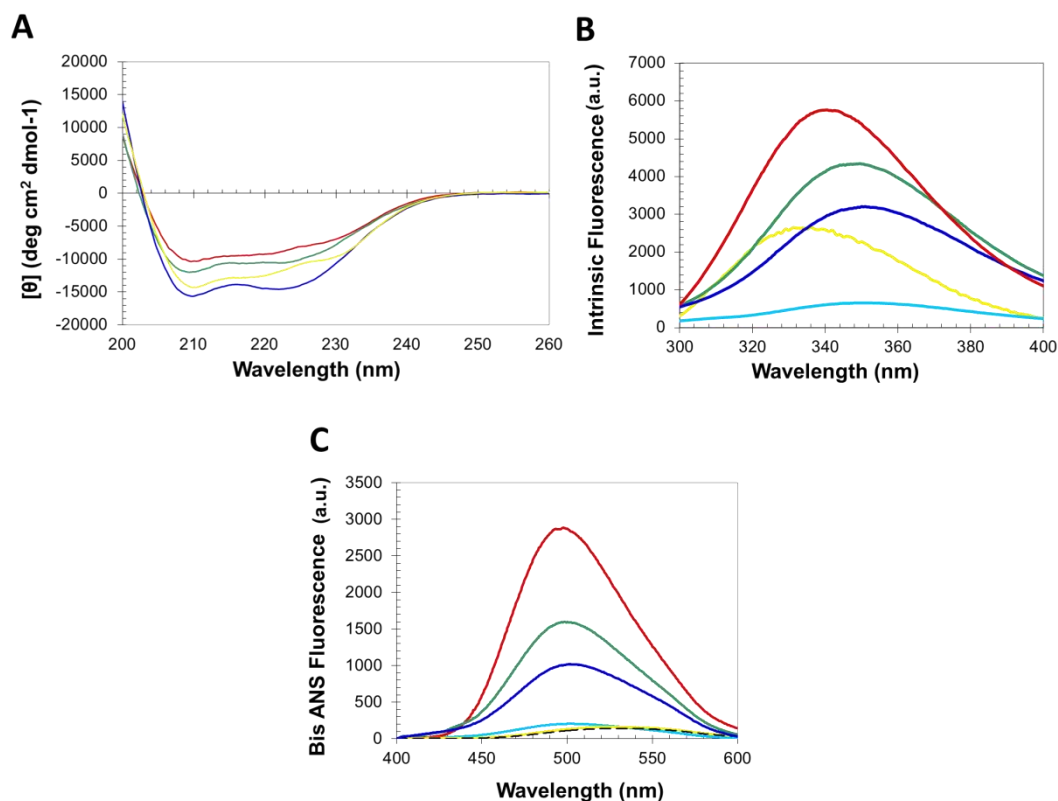 A
[θ] (deg cm² dmol-1)
20000
15000
10000
5000
0
-5000
-10000
-15000
-20000
200 210 220 230 240 250 260
Wavelength (nm)
B
Intrinsic Fluorescence (a.u.)
7000
6000
5000
4000
3000
2000
1000
0
300 320 340 360 380 400
Wavelength (nm)
C
Bis ANS Fluorescence (a.u.)
3500
3000
2500
2000
1500
1000
500
0
400 450 500 550 600
Wavelength (nm)